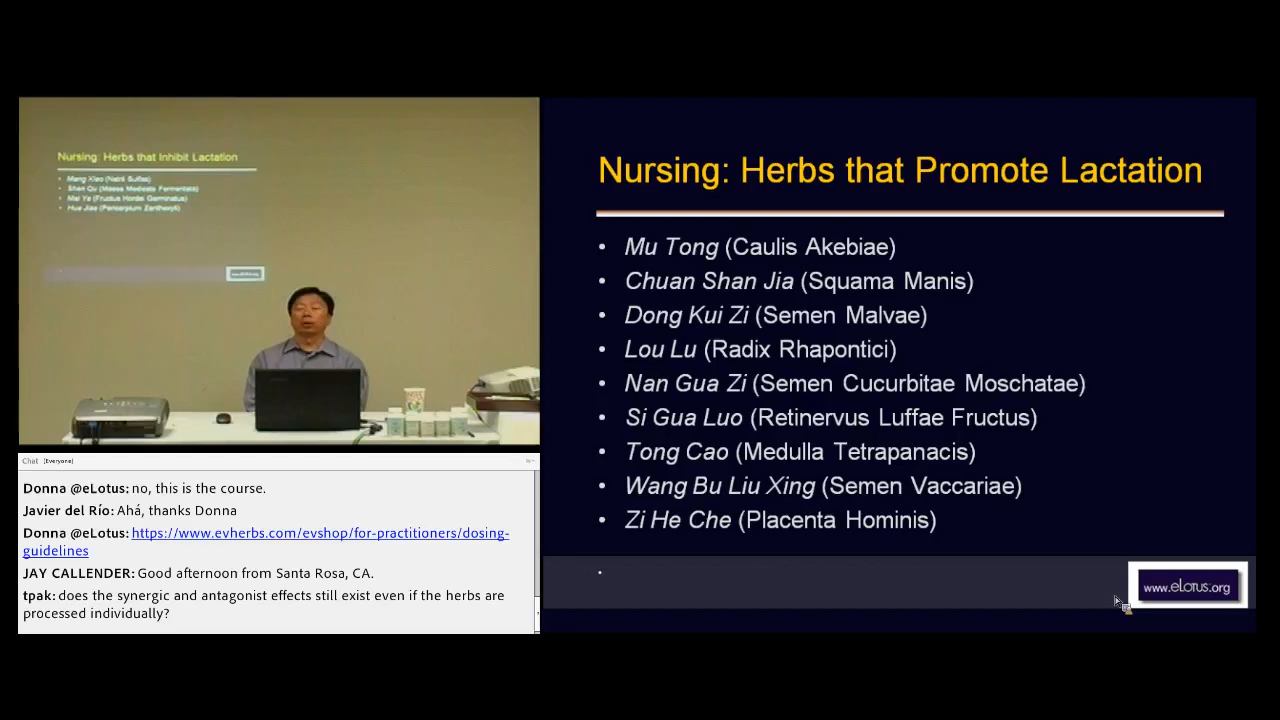 Nursing: Herbs that Inhibit Lactation
• Mang Xiao (Natrii Sulfas)
• Shen Qu (Massa Medicata Fermentata)
• Mai Ya (Fructus Hordei Germinatus)
• Hua Jiao (Pericarpium Zanthoxyli)
www.eLotus.org
Chat (Everyone)
Donna @eLotus: no, this is the course.
Javier del Río: Ahá, thanks Donna
Donna @eLotus: https://www.evherbs.com/evshop/for-practitioners/dosing-
guidelines
JAY CALLENDER: Good afternoon from Santa Rosa, CA.
tpak: does the synergic and antagonist effects still exist even if the herbs are
processed individually?
Nursing: Herbs that Promote Lactation
• Mu Tong (Caulis Akebiae)
• Chuan Shan Jia (Squama Manis)
• Dong Kui Zi (Semen Malvae)
• Lou Lu (Radix Rhapontici)
• Nan Gua Zi (Semen Cucurbitae Moschatae)
• Si Gua Luo (Retinervus Luffae Fructus)
• Tong Cao (Medulla Tetrapanacis)
• Wang Bu Liu Xing (Semen Vaccariae)
• Zi He Che (Placenta Hominis)
www.eLotus.org